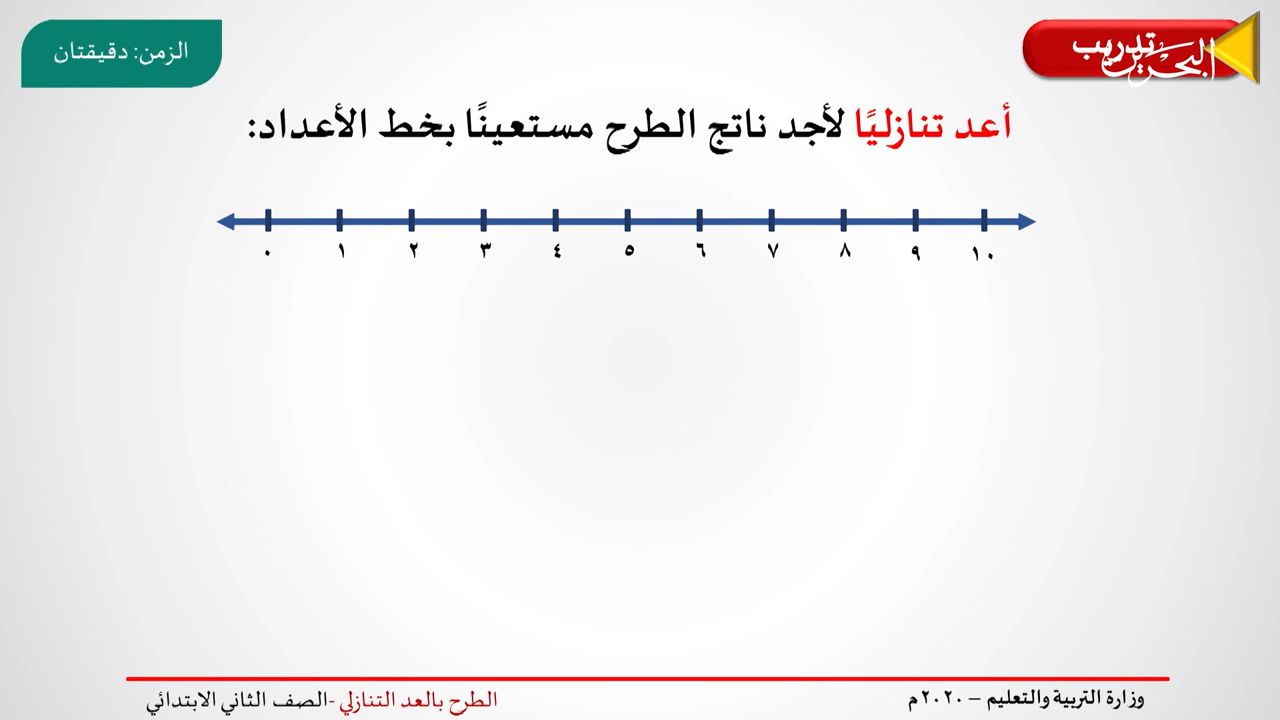 تدريب
البحرين
الزمن: دقيقتان
أعد تنازليًا لأجد ناتج الطرح مستعينًا بخط الأعداد:
٠ ١ ٢ ٣ ٤ ٥ ٦ ٧ ٨ ٩ ١٠
وزارة التربية والتعليم – ٢٠٢٠م
الطرح بالعد التنازلي -الصف الثاني الابتدائي